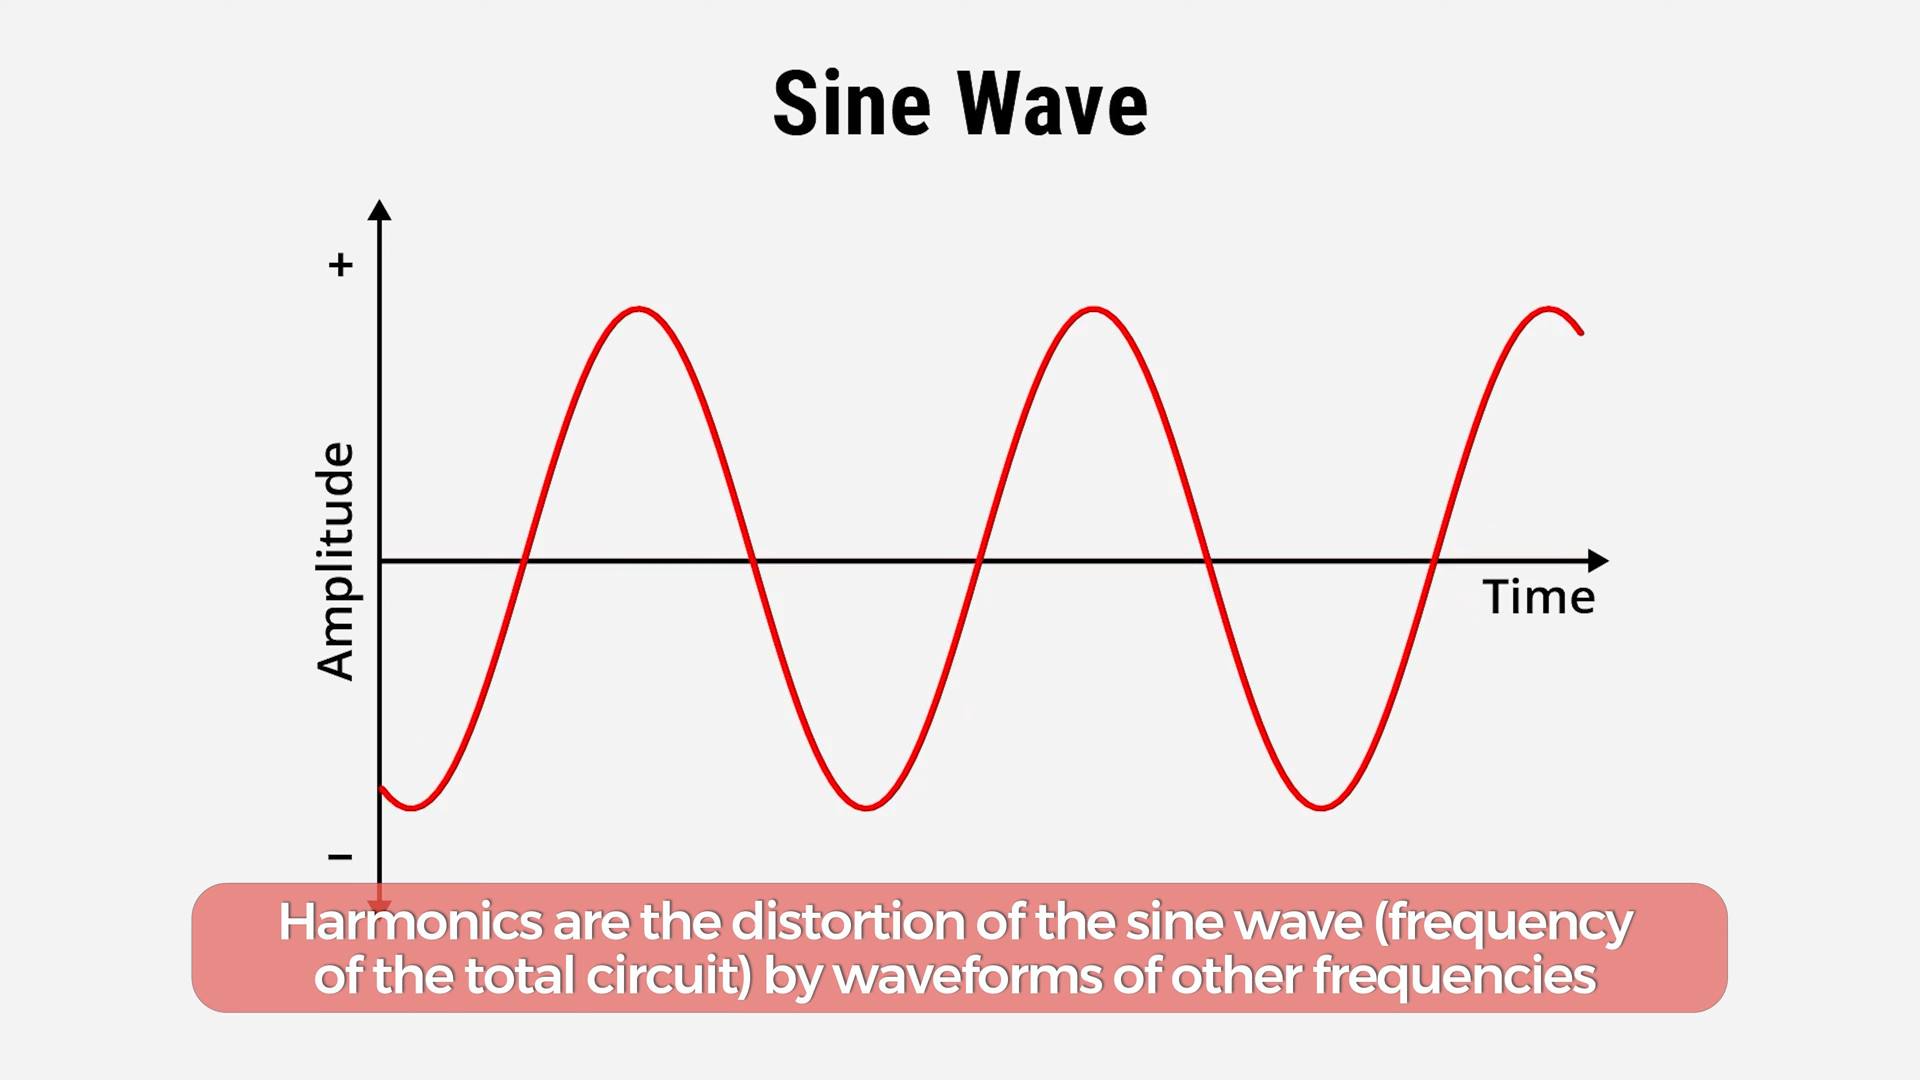 Sine Wave
+
Amplitude
Time
–
Harmonics are the distortion of the sine wave (frequency
of the total circuit) by waveforms of other frequencies